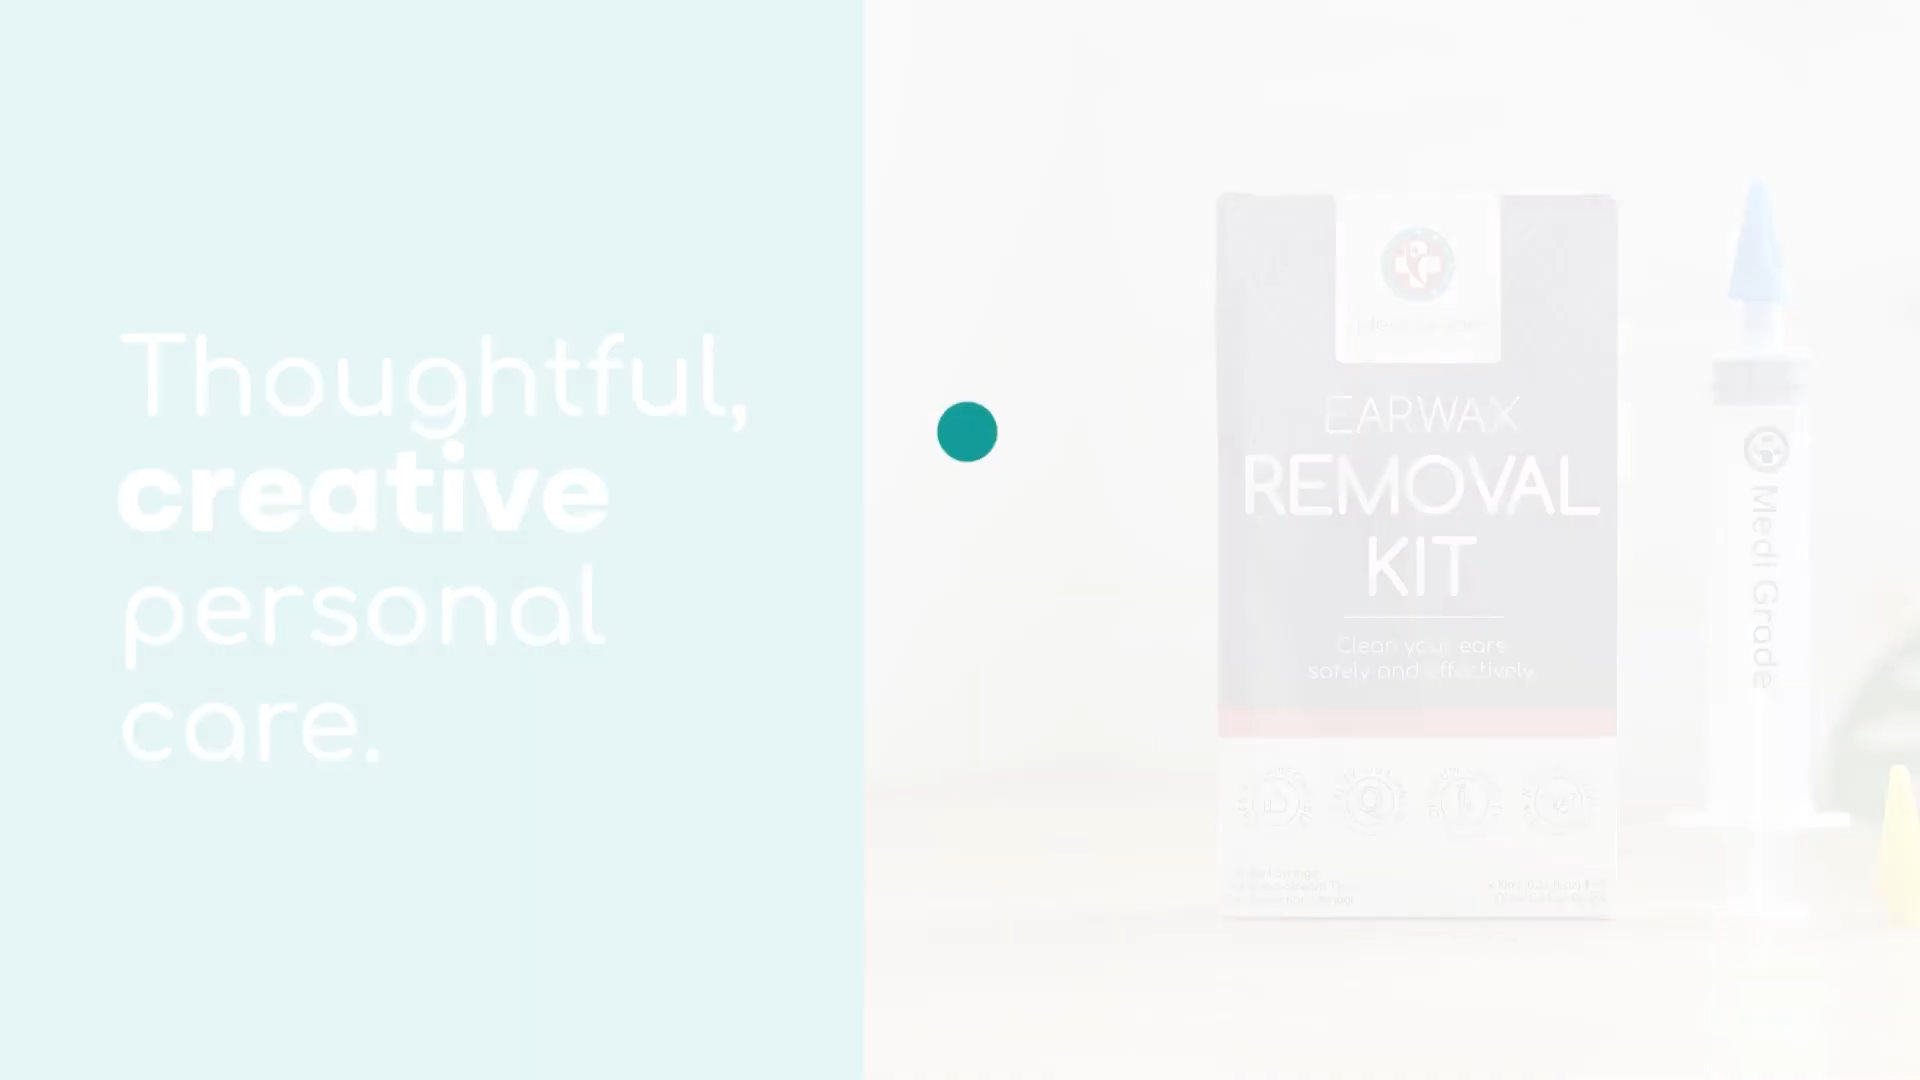 Thoughtful,
creative
personal
care.
EARWAX
REMOVAL
KIT
Clean your ears
safely and effectively
Medi Grade